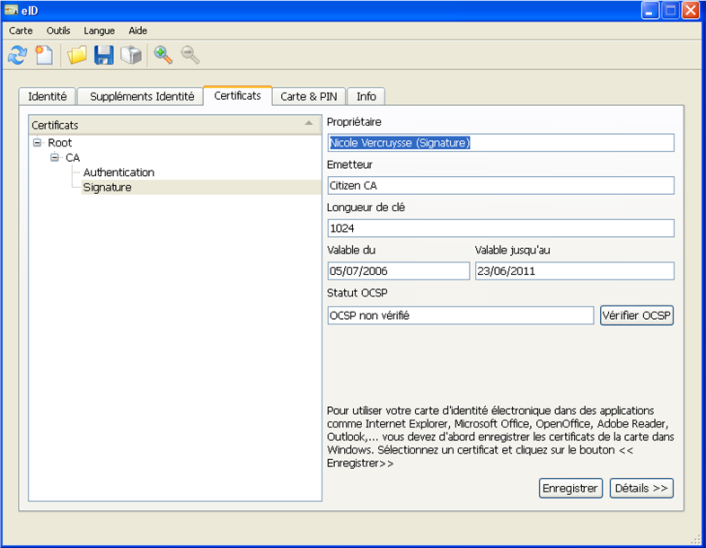 eID
Carte Outils Langue Aide
Identité Suppléments Identité Certificats Carte & PIN Info
Certificats
Root
CA
Authentication
Signature
Propriétaire
Nicole Vercruysse (Signature)
Emetteur
Citizen CA
Longueur de clé
1024
Valable du Valable jusqu'au
05/07/2006 23/06/2011
Statut OCSP
OCSP non vérifié Vérifier OCSP
Pour utiliser votre carte d'identité électronique dans des applications
comme Internet Explorer, Microsoft Office, OpenOffice, Adobe Reader,
Outlook,... vous devez d'abord enregistrer les certificats de la carte dans
Windows. Sélectionnez un certificat et cliquez sur le bouton <<
Enregistrer>>
Enregistrer Détails >>